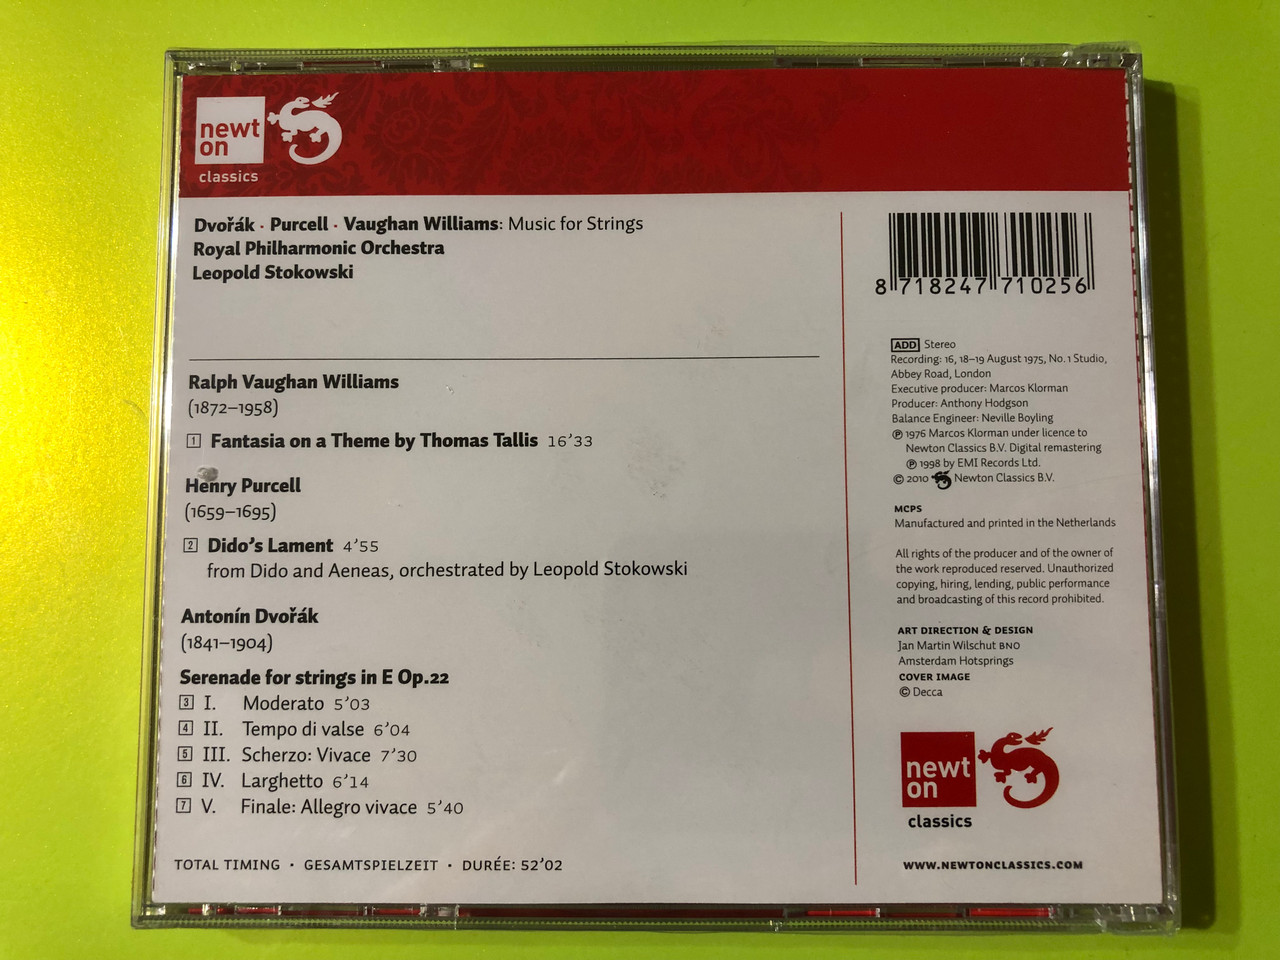 newt
on
classics
Dvořák · Purcell · Vaughan Williams: Music for Strings
Royal Philharmonic Orchestra
Leopold Stokowski
Ralph Vaughan Williams
(1872–1958)
1 Fantasia on a Theme by Thomas Tallis 16'33
Henry Purcell
(1659–1695)
2 Dido's Lament 4'55
from Dido and Aeneas, orchestrated by Leopold Stokowski
Antonín Dvořák
(1841–1904)
Serenade for strings in E Op.22
3 I. Moderato 5'03
4 II. Tempo di valse 6'04
5 III. Scherzo: Vivace 7'30
6 IV. Larghetto 6'14
7 V. Finale: Allegro vivace 5'40
TOTAL TIMING · GESAMTSPIELZEIT · DURÉE: 52'02
8 718247 710256
ADD Stereo
Recording: 16, 18–19 August 1975, No. 1 Studio,
Abbey Road, London
Executive producer: Marcos Klorman
Producer: Anthony Hodgson
Balance Engineer: Neville Boyling
℗ 1976 Marcos Klorman under licence to
Newton Classics B.V. Digital remastering
℗ 1998 by EMI Records Ltd.
© 2010 Newton Classics B.V.
MCPS
Manufactured and printed in the Netherlands
All rights of the producer and of the owner of
the work reproduced reserved. Unauthorized
copying, hiring, lending, public performance
and broadcasting of this record prohibited.
ART DIRECTION & DESIGN
Jan Martin Wilschut BNO
Amsterdam Hotsprings
COVER IMAGE
© Decca
newt
on
classics
WWW.NEWTONCLASSICS.COM